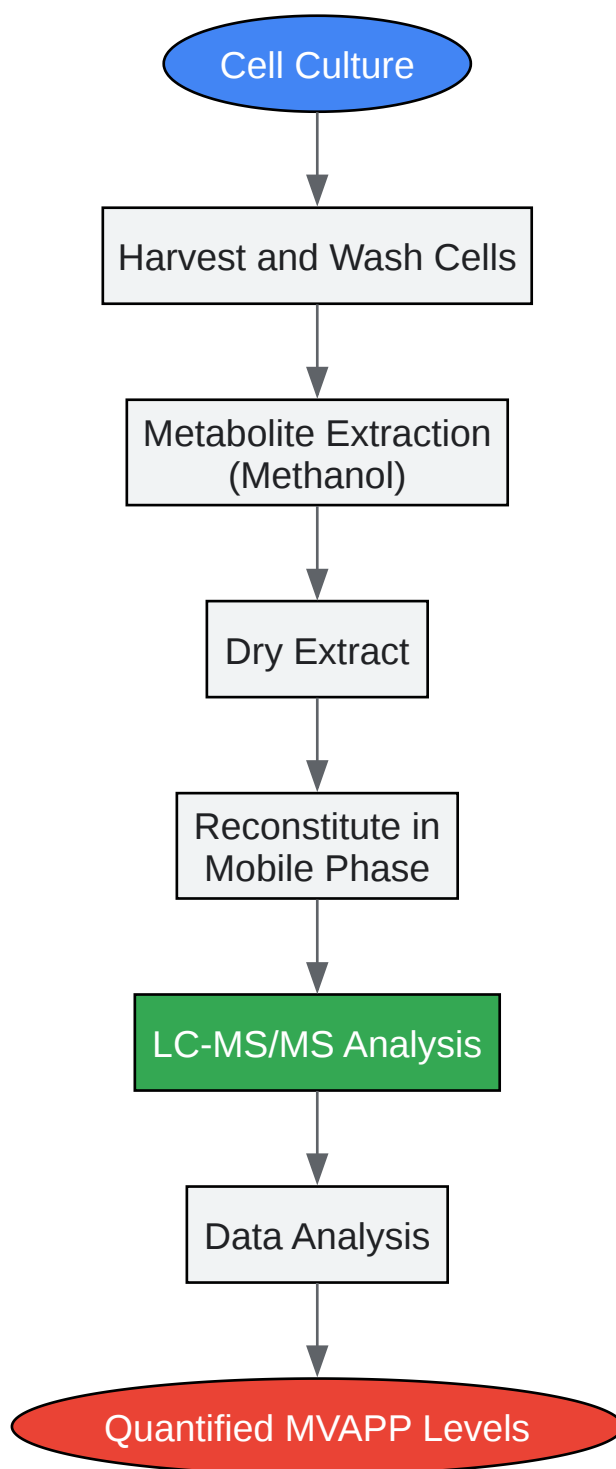 Cell Culture
Harvest and Wash Cells
Metabolite Extraction
(Methanol)
Dry Extract
Reconstitute in
Mobile Phase
LC-MS/MS Analysis
Data Analysis
Quantified MVAPP Levels